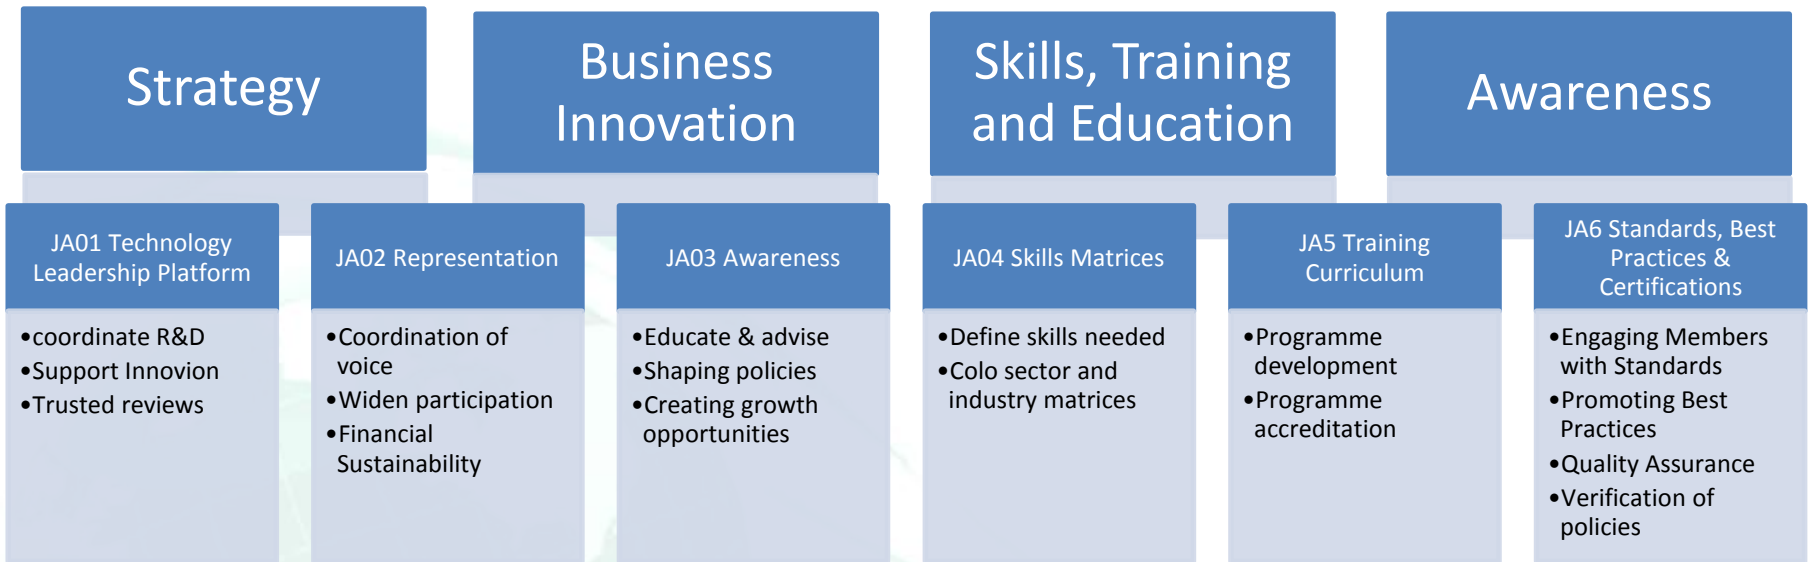 Strategy
Business
Innovation
Skills, Training
and Education
Awareness
JA01 Technology
Leadership Platform
•coordinate R&D
•Support Innovion
•Trusted reviews
JA02 Representation
•Coordination of
voice
•Widen participation
•Financial
Sustainability
JA03 Awareness
•Educate & advise
•Shaping policies
•Creating growth
opportunities
JA04 Skills Matrices
•Define skills needed
•Colo sector and
industry matrices
JA5 Training
Curriculum
•Programme
development
•Programme
accreditation
JA6 Standards, Best
Practices &
Certifications
•Engaging Members
with Standards
•Promoting Best
Practices
•Quality Assurance
•Verification of
policies